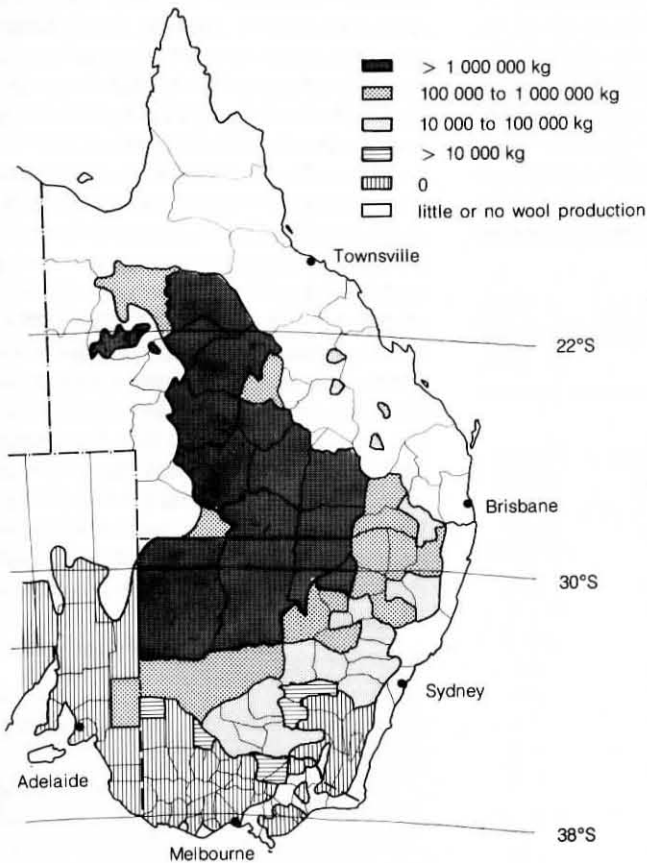 > 1 000 000 kg
100 000 to 1 000 000 kg
10 000 to 100 000 kg
> 10 000 kg
0
little or no wool production
Townsville
22°S
Brisbane
30°S
Sydney
Adelaide
38°S
Melbourne